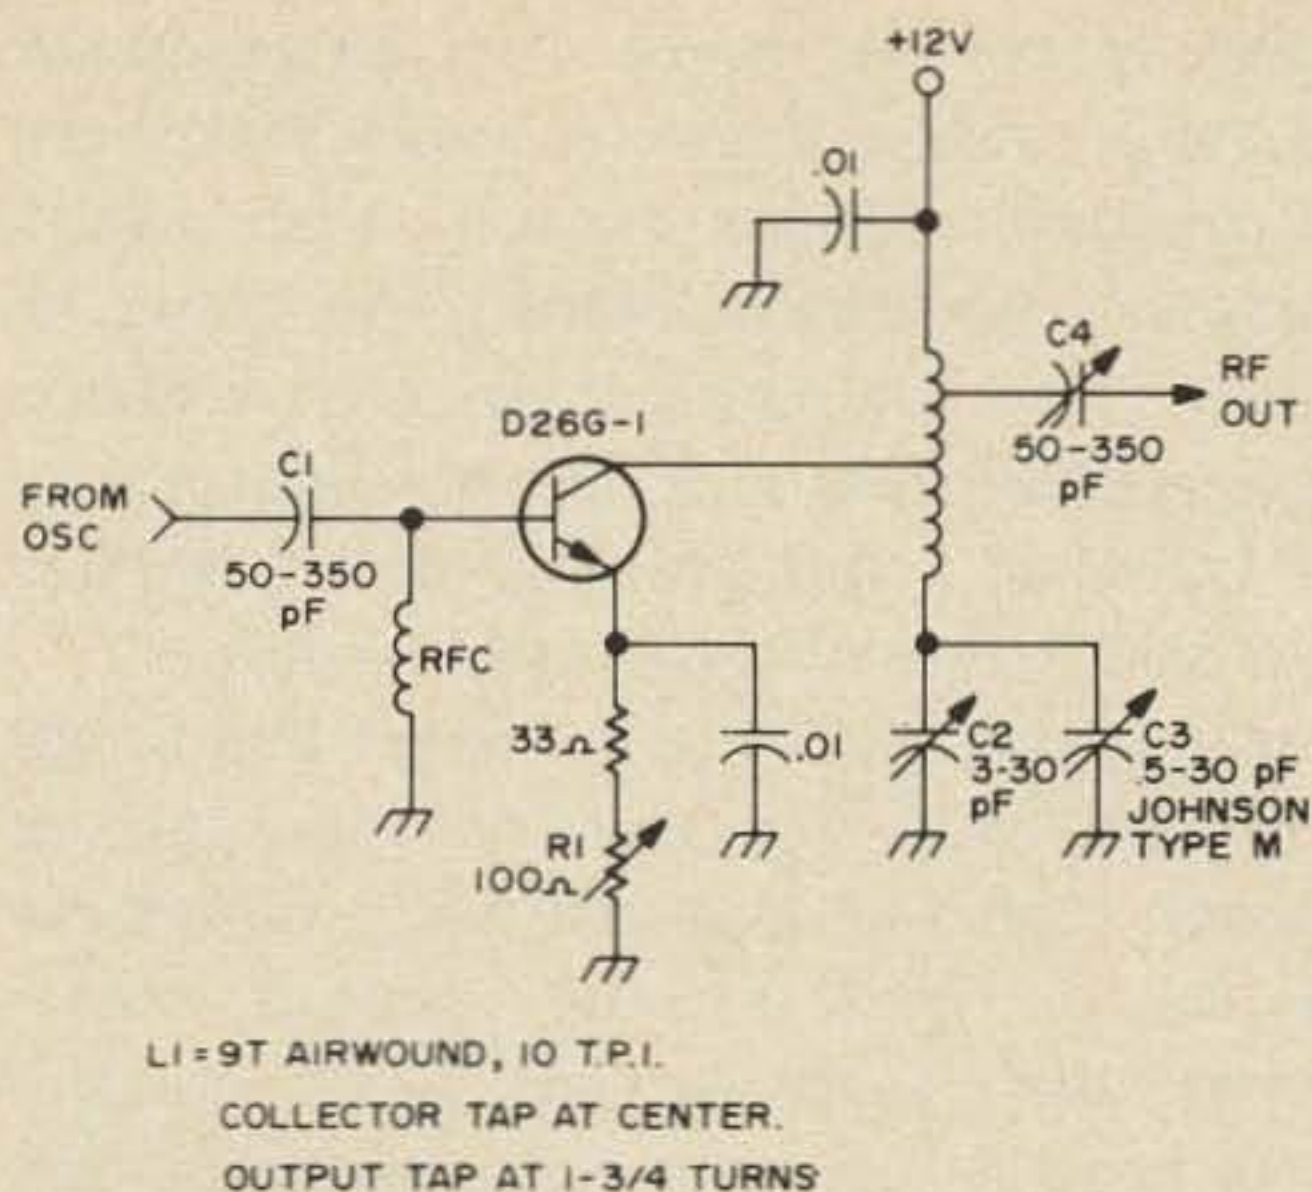 +12V
.01
C4
RF
OUT
50-350
pF
D26G-1
C1
FROM
OSC
50-350
pF
RFC
33Ω
.01
C2
3-30
pF
C3
.5-30 pF
JOHNSON
TYPE M
R1
100Ω
L1 = 9T AIRWOUND, 10 T.P.I.
COLLECTOR TAP AT CENTER.
OUTPUT TAP AT 1-3/4 TURNS